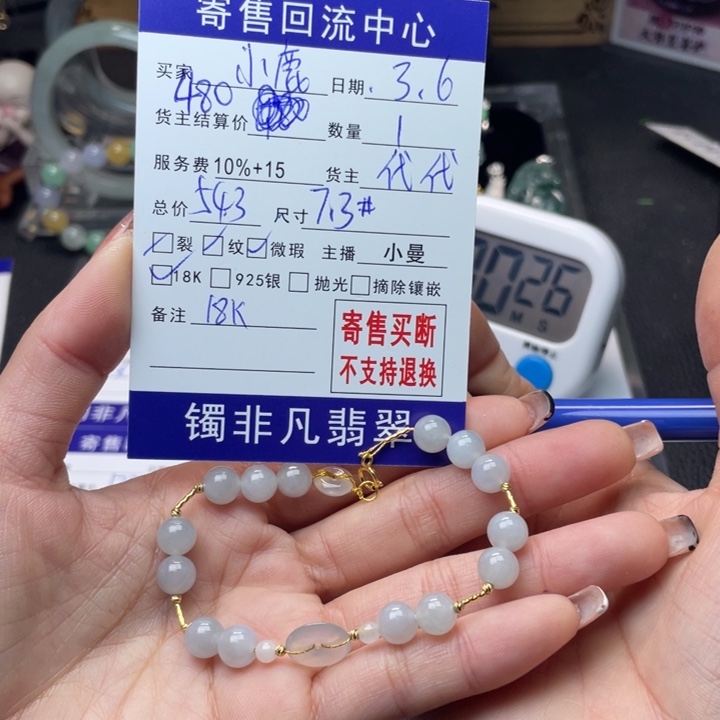 寄售回流中心
买家 小鹿 日期 . 3.6
480
货主结算价 数量 1
服务费 10%+15 货主 代代
总价 543 尺寸 7.3#
裂 纹 微瑕 主播 小曼
18K 925银 抛光 摘除镶嵌
备注 18K
寄售买断
不支持退换
镯非凡翡翠
26
M S